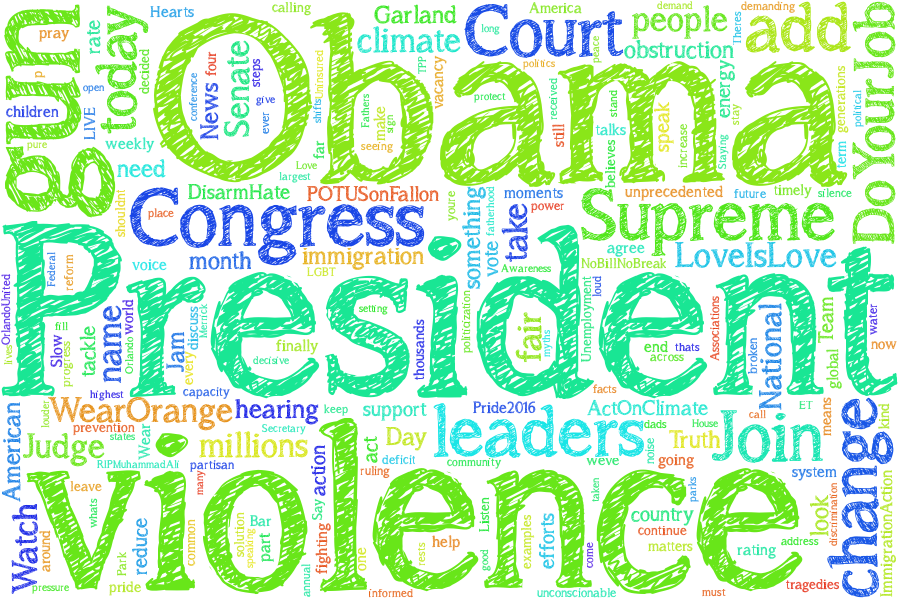 Obama
President
violence
gun
Congress
Supreme
Court
leaders
Join
change
add
today
Senate
News
four
steps
conference
give
ever
Hearts
calling
pray
rate
decided
p
open
children
LIVE
pure
weekly
need
far
Love
largest
shifts
Uninsured
Garland
climate
America
long
TPP
vacancy
Fathers
make
sign
seeing
politics
protect
people
obstruction
demand
peace
received
still
talks
stand
believes
speak
increase
energy
Theres
demanding
stay
Staying
generations
term
political
DoYourJob
shouldnt
place
DisarmHate
POTUSonFallon
month
immigration
LGBT
voice
youre
something
vote
fatherhood
take
moments
power
Awareness
unprecedented
future
timely
silence
agree
NoBillNoBreak
LoveIsLove
OrlandoUnited
lives
Federal
reform
Slow
fill
progress
tackle
name
Orlando
world
highest
Jam
every
discuss
Merrick
capacity
decisive
finally
setting
thousands
politicization
fair
myths
Unemployment
loud
end
across
thats
Associations
broken
National
Team
global
water
now
facts
American
WearOrange
louder
prevention
states
Wear
hearing
Secretary
keep
support
act
Day
deficit
Pride2016
ActOnClimate
community
weve
dads
noise
House
Truth
going
call
ET
means
kind
Judge
millions
RIPMuhammadAli
partisan
many
action
Say
ruling
system
Watch
around
pressure
leave
whats
Park
pride
reduce
common
solution
speaking
Bar
part
annual
fighting
one
rests
help
informed
Listen
good
examples
efforts
come
taken
unconscionable
country
continue
parks
matters
rating
must
address
tragedies
look
discrimination
ImmigrationAction